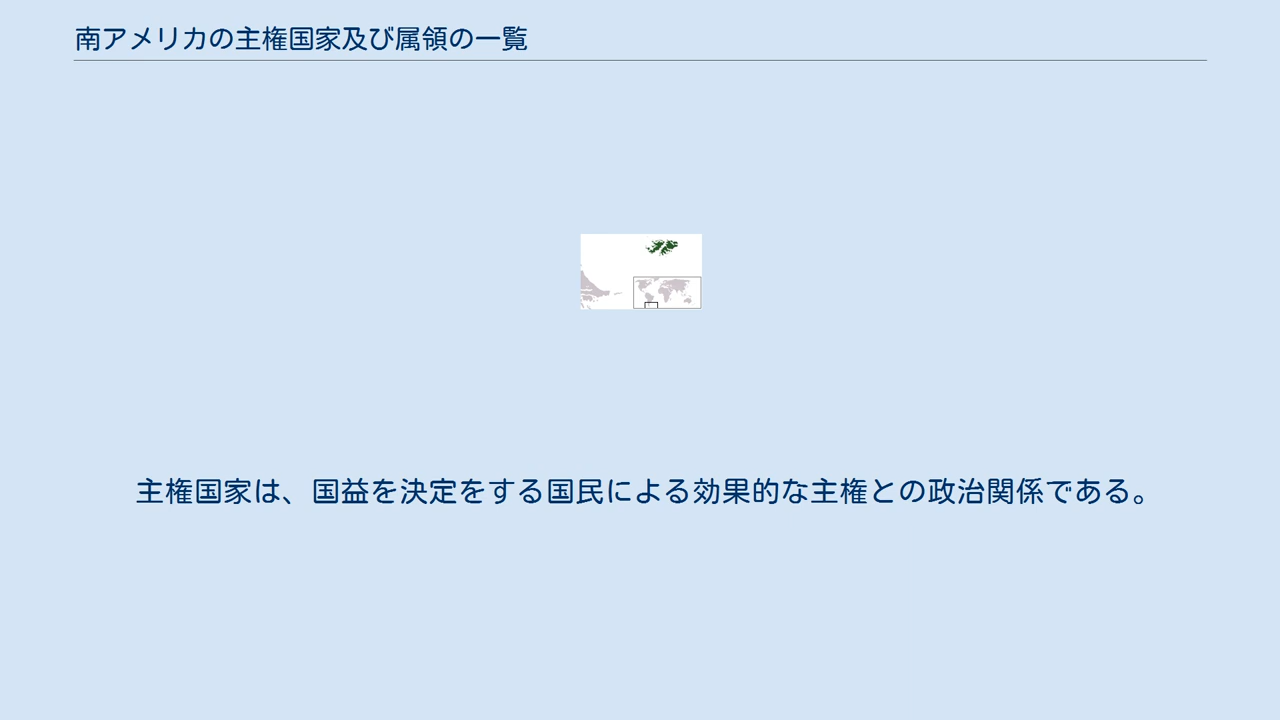 南アメリカの主権国家及び属領の一覧
主権国家は、国益を決定をする国民による効果的な主権との政治関係である。